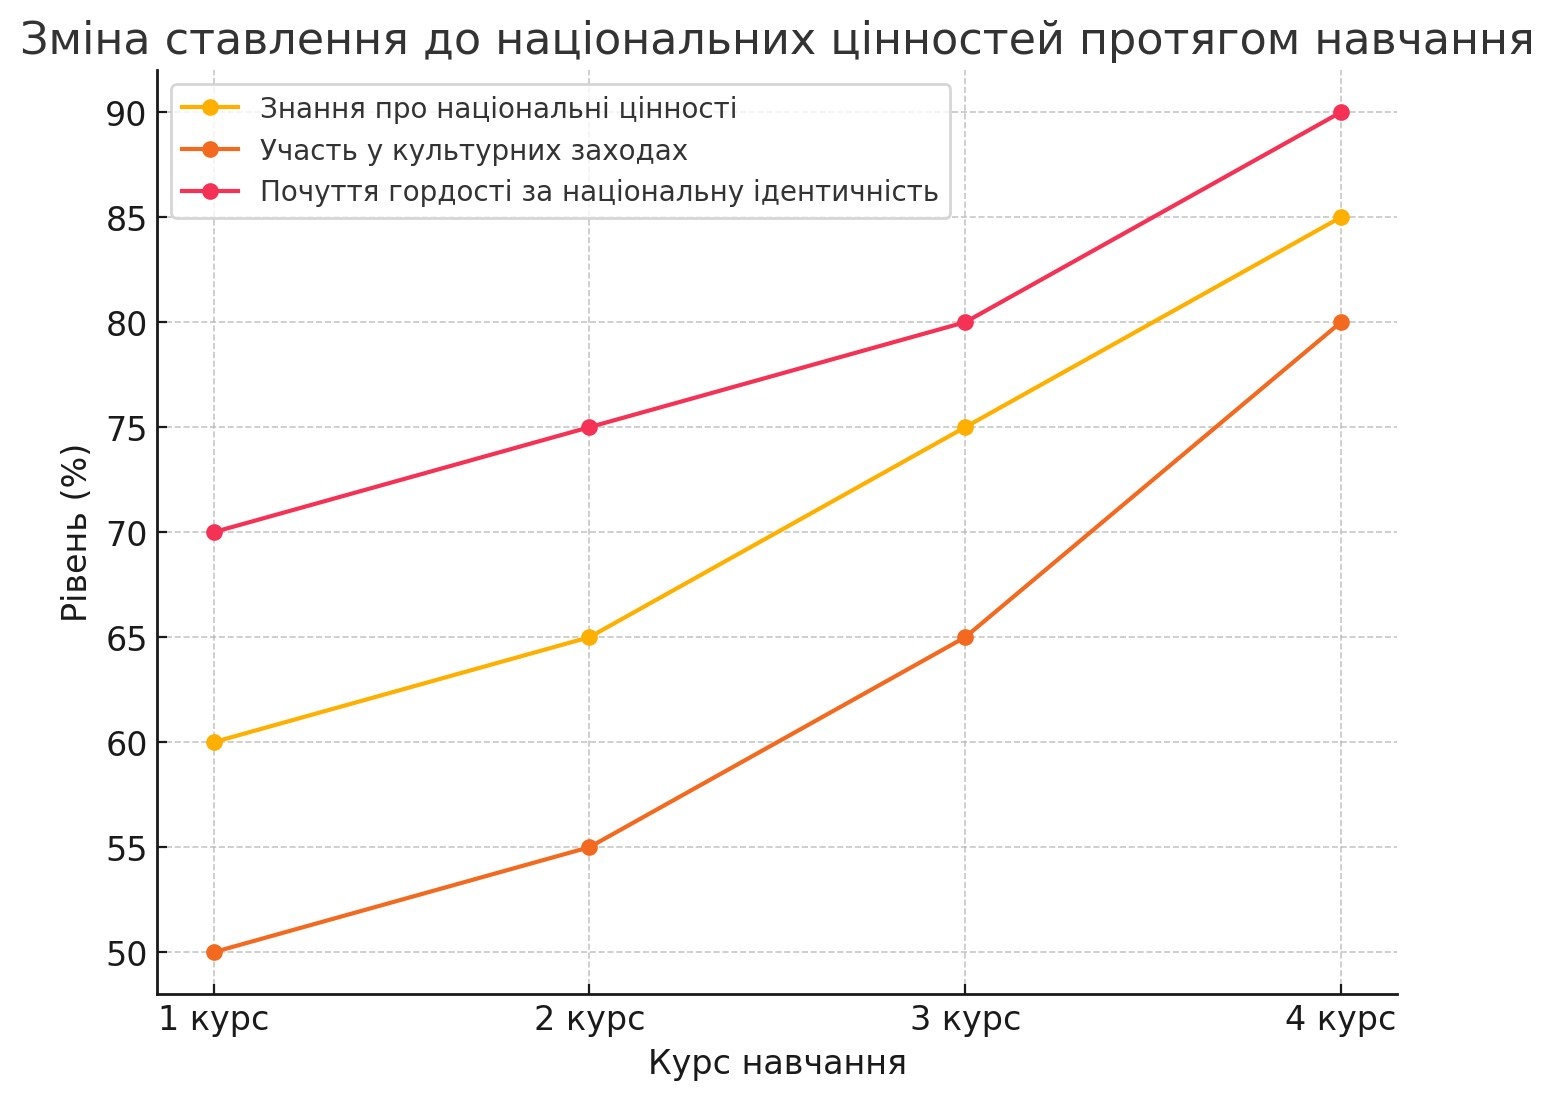 Зміна ставлення до національних цінностей протягом навчання
Знання про національні цінності
Участь у культурних заходах
Почуття гордості за національну ідентичність
Рівень (%)
90
85
80
75
70
65
60
55
50
1 курс 2 курс 3 курс 4 курс
Курс навчання